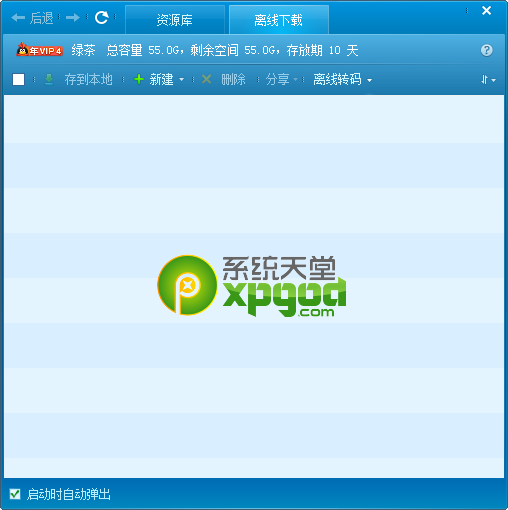 后退 资源库 离线下载
年VIP4 绿茶 总容量 55.0G，剩余空间 55.0G，存放期 10 天
存到本地 新建 删除 分享 离线转码
系统天堂
xpgod
.com
启动时自动弹出